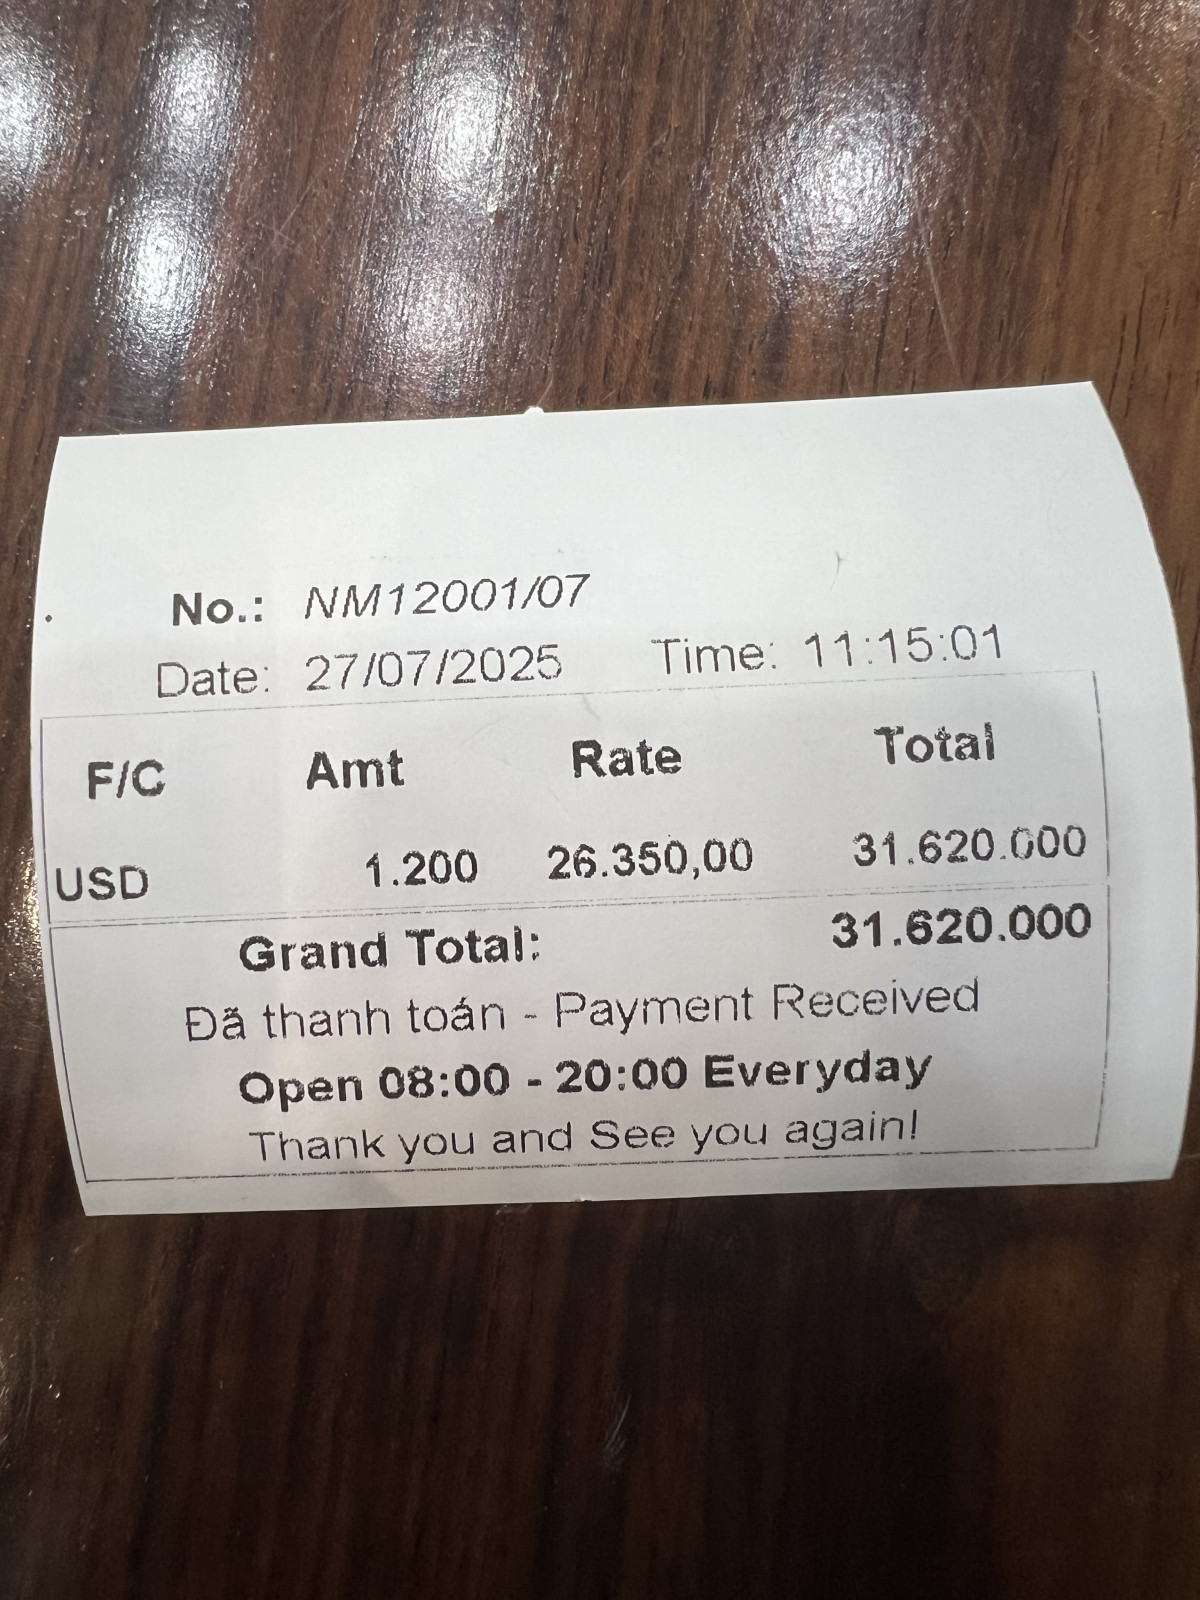 No.: NM12001/07
Date: 27/07/2025 Time: 11:15:01
F/C Amt Rate Total
USD 1.200 26.350,00 31.620.000
Grand Total: 31.620.000
Đã thanh toán - Payment Received
Open 08:00 - 20:00 Everyday
Thank you and See you again!